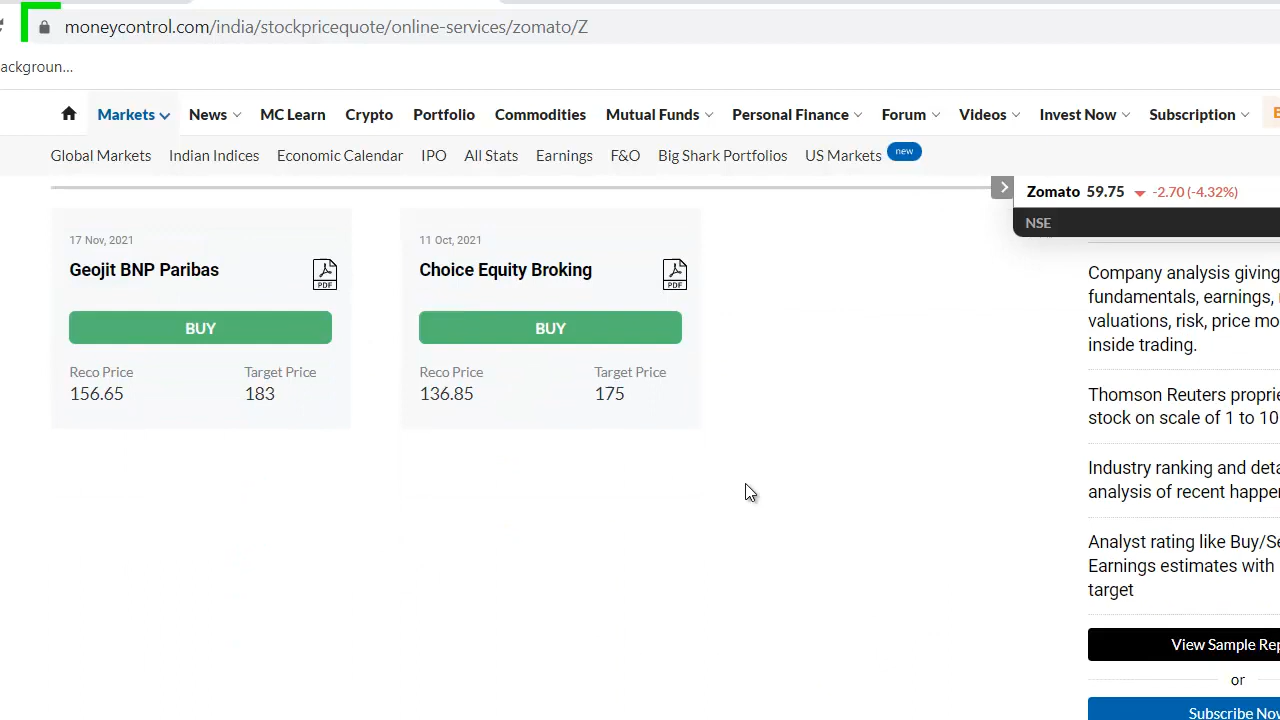 moneycontrol.com/india/stockpricequote/online-services/zomato/Z
ackgroun...
Markets News MC Learn Crypto Portfolio Commodities Mutual Funds Personal Finance Forum Videos Invest Now Subscription
Global Markets Indian Indices Economic Calendar IPO All Stats Earnings F&O Big Shark Portfolios US Markets new
Zomato 59.75 -2.70 (-4.32%)
NSE
17 Nov, 2021
Geojit BNP Paribas
PDF
BUY
Reco Price Target Price
156.65 183
11 Oct, 2021
Choice Equity Broking
PDF
BUY
Reco Price Target Price
136.85 175
Company analysis giving
fundamentals, earnings,
valuations, risk, price mo
inside trading.
Thomson Reuters proprie
stock on scale of 1 to 10
Industry ranking and deta
analysis of recent happer
Analyst rating like Buy/Se
Earnings estimates with
target
View Sample Rep
or
Subscribe Nov